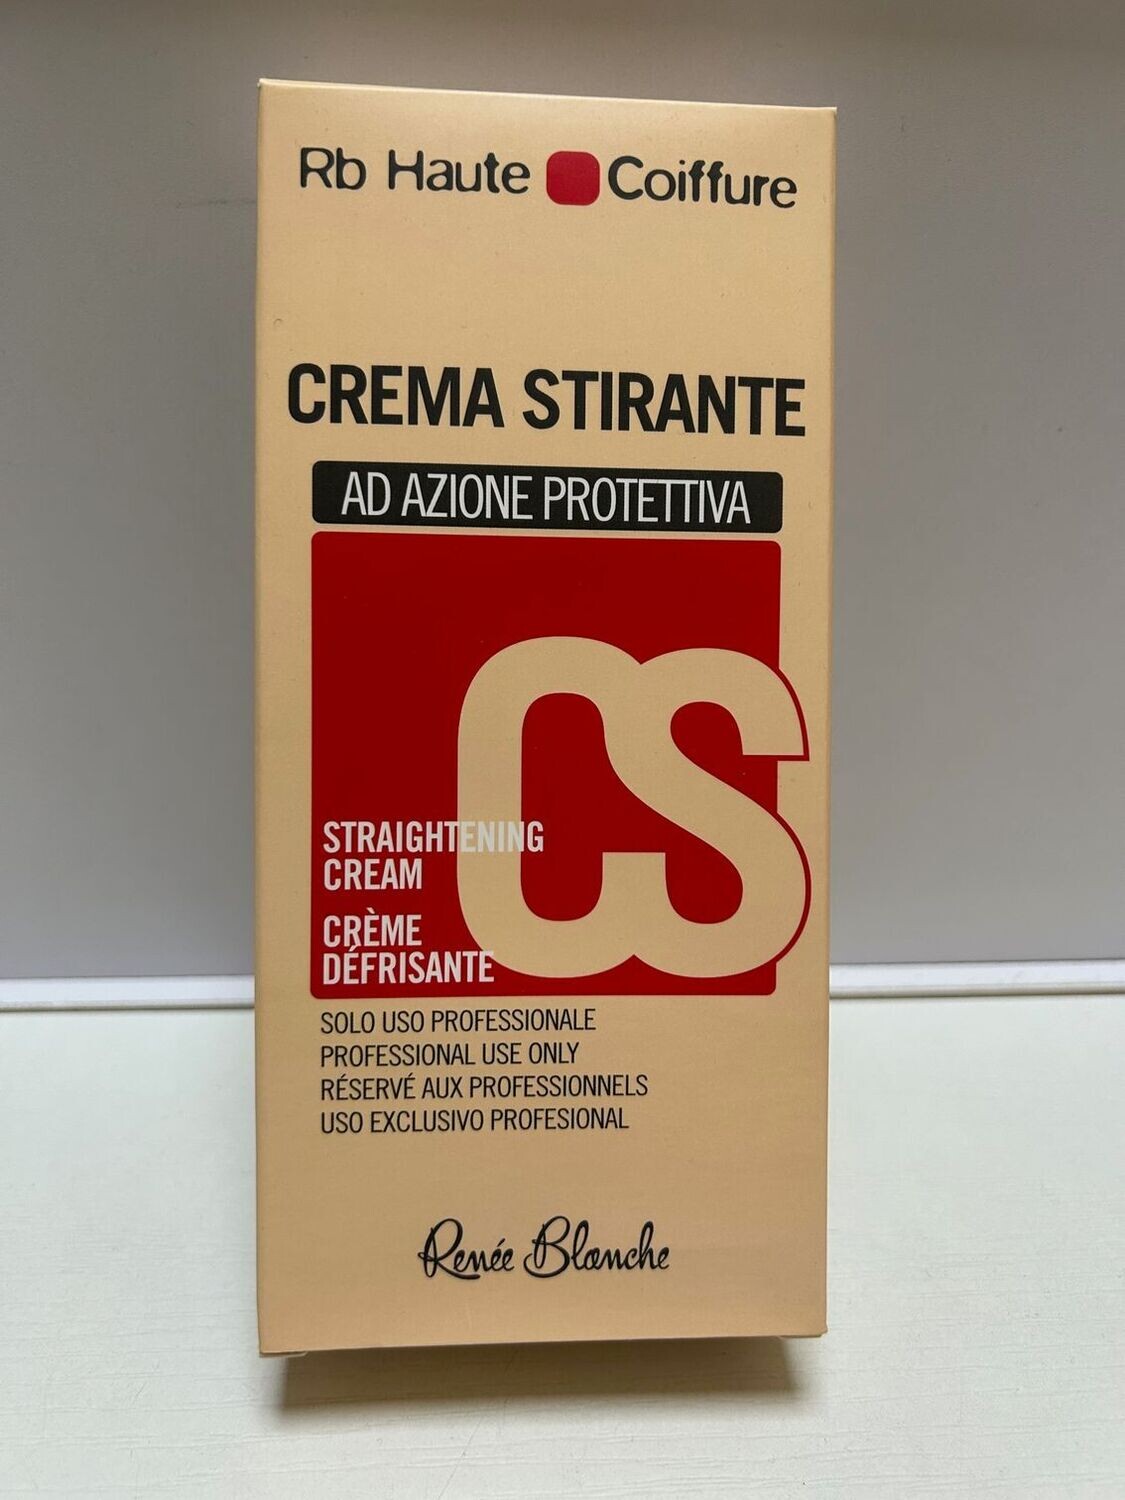 Rb Haute Coiffure
CREMA STIRANTE
AD AZIONE PROTETTIVA
CS
STRAIGHTENING
CREAM
CRÈME
DÉFRISANTE
SOLO USO PROFESSIONALE
PROFESSIONAL USE ONLY
RÉSERVÉ AUX PROFESSIONNELS
USO EXCLUSIVO PROFESIONAL
Renée Blanche